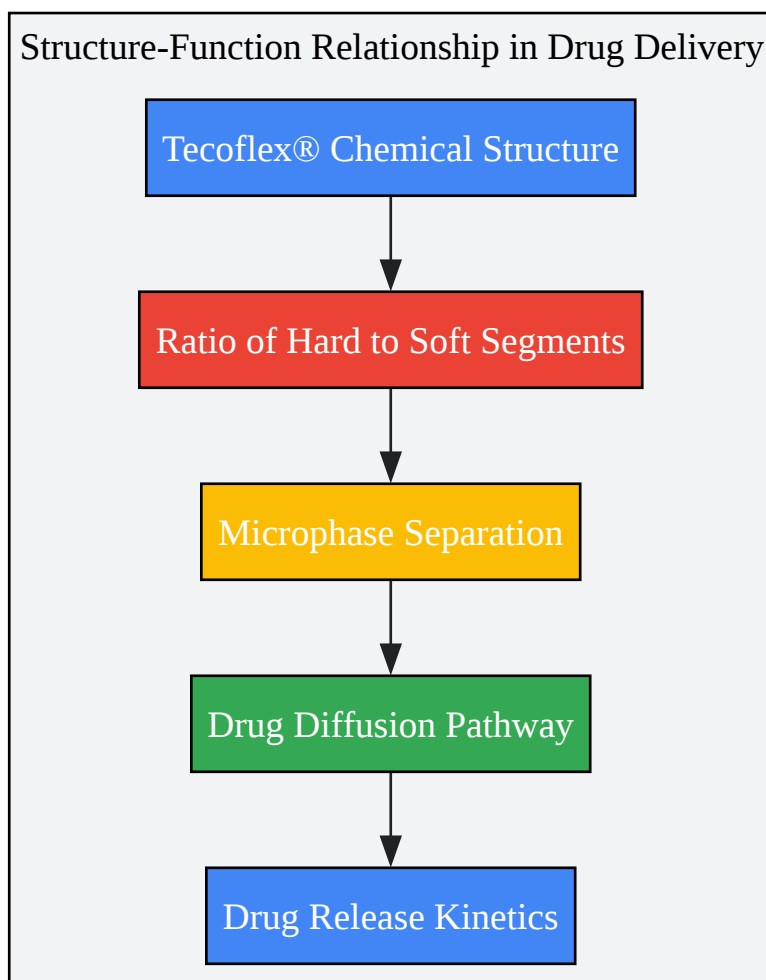 Structure-Function Relationship in Drug Delivery
Tecoflex® Chemical Structure
Ratio of Hard to Soft Segments
Microphase Separation
Drug Diffusion Pathway
Drug Release Kinetics